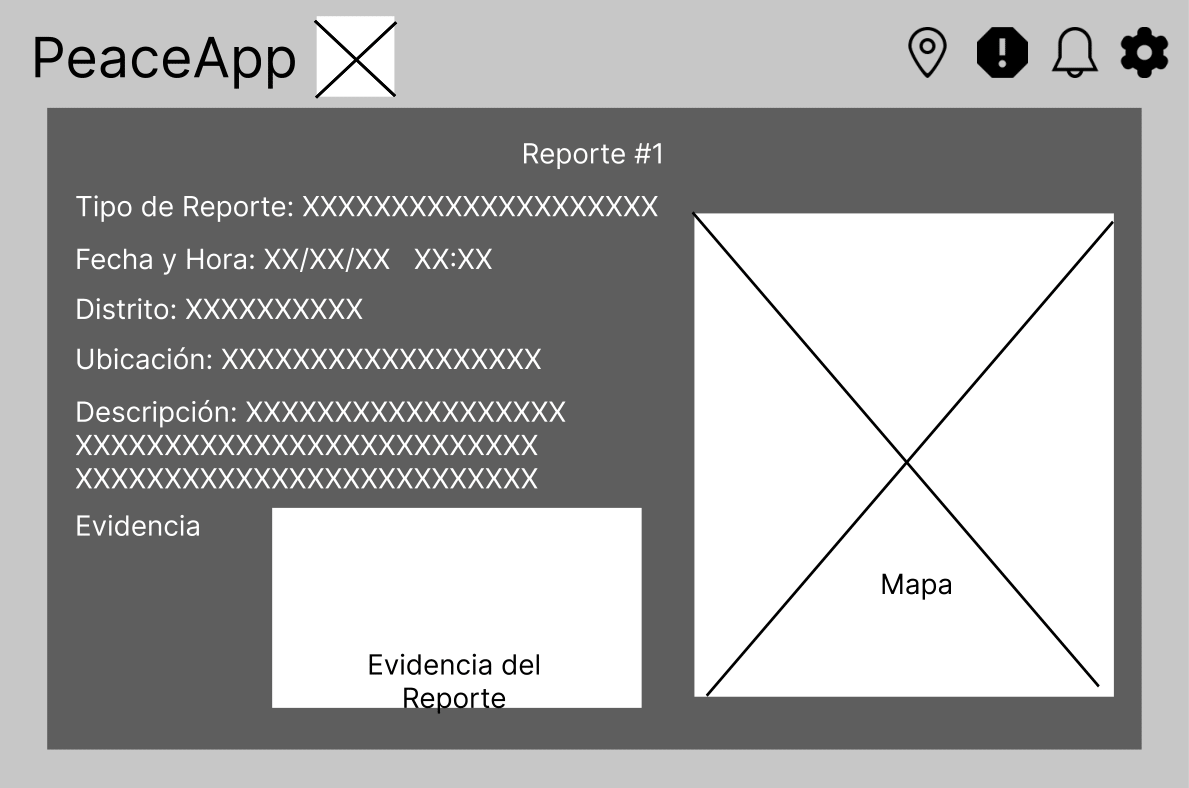 PeaceApp
Reporte #1
Tipo de Reporte: XXXXXXXXXXXXXXXXXXXX
Fecha y Hora: XX/XX/XX XX:XX
Distrito: XXXXXXXXXX
Ubicación: XXXXXXXXXXXXXXXXXX
Descripción: XXXXXXXXXXXXXXXXXX
XXXXXXXXXXXXXXXXXXXXXXXXXX
XXXXXXXXXXXXXXXXXXXXXXXXXX
Evidencia
Evidencia del
Reporte
Mapa